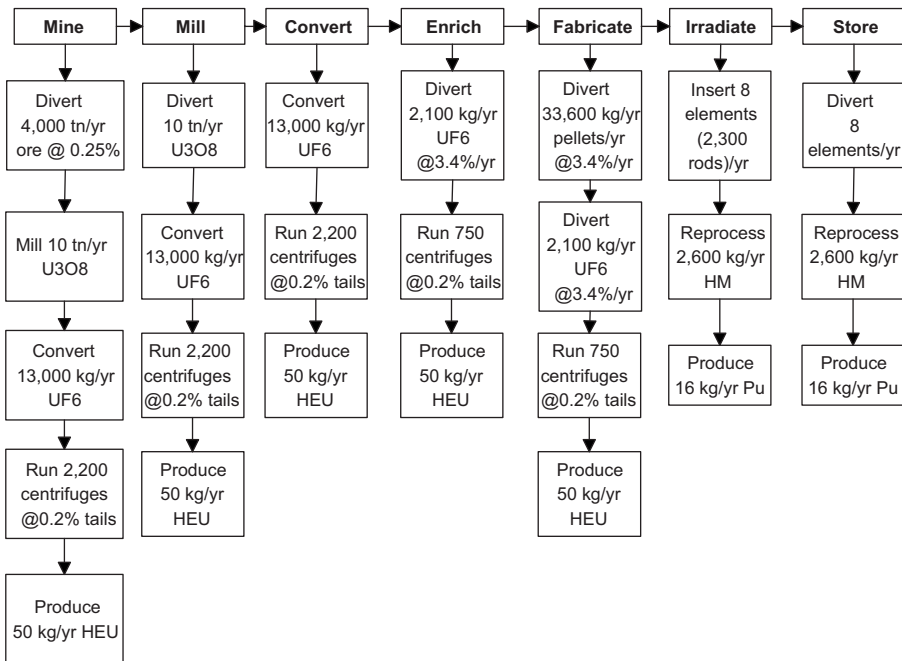 Mine
Mill
Convert
Enrich
Fabricate
Irradiate
Store
Divert
4,000 tn/yr
ore @ 0.25%
Mill 10 tn/yr
U3O8
Convert
13,000 kg/yr
UF6
Run 2,200
centrifuges
@0.2% tails
Produce
50 kg/yr HEU
Divert
10 tn/yr
U3O8
Convert
13,000 kg/yr
UF6
Run 2,200
centrifuges
@0.2% tails
Produce
50 kg/yr
HEU
Convert
13,000 kg/yr
UF6
Run 2,200
centrifuges
@0.2% tails
Produce
50 kg/yr
HEU
Divert
2,100 kg/yr
UF6
@3.4%/yr
Run 750
centrifuges
@0.2% tails
Produce
50 kg/yr
HEU
Divert
33,600 kg/yr
pellets/yr
@3.4%/yr
Divert
2,100 kg/yr
UF6
@3.4%/yr
Run 750
centrifuges
@0.2% tails
Produce
50 kg/yr
HEU
Insert 8
elements
(2,300
rods)/yr
Reprocess
2,600 kg/yr
HM
Produce
16 kg/yr Pu
Divert
8
elements/yr
Reprocess
2,600 kg/yr
HM
Produce
16 kg/yr Pu